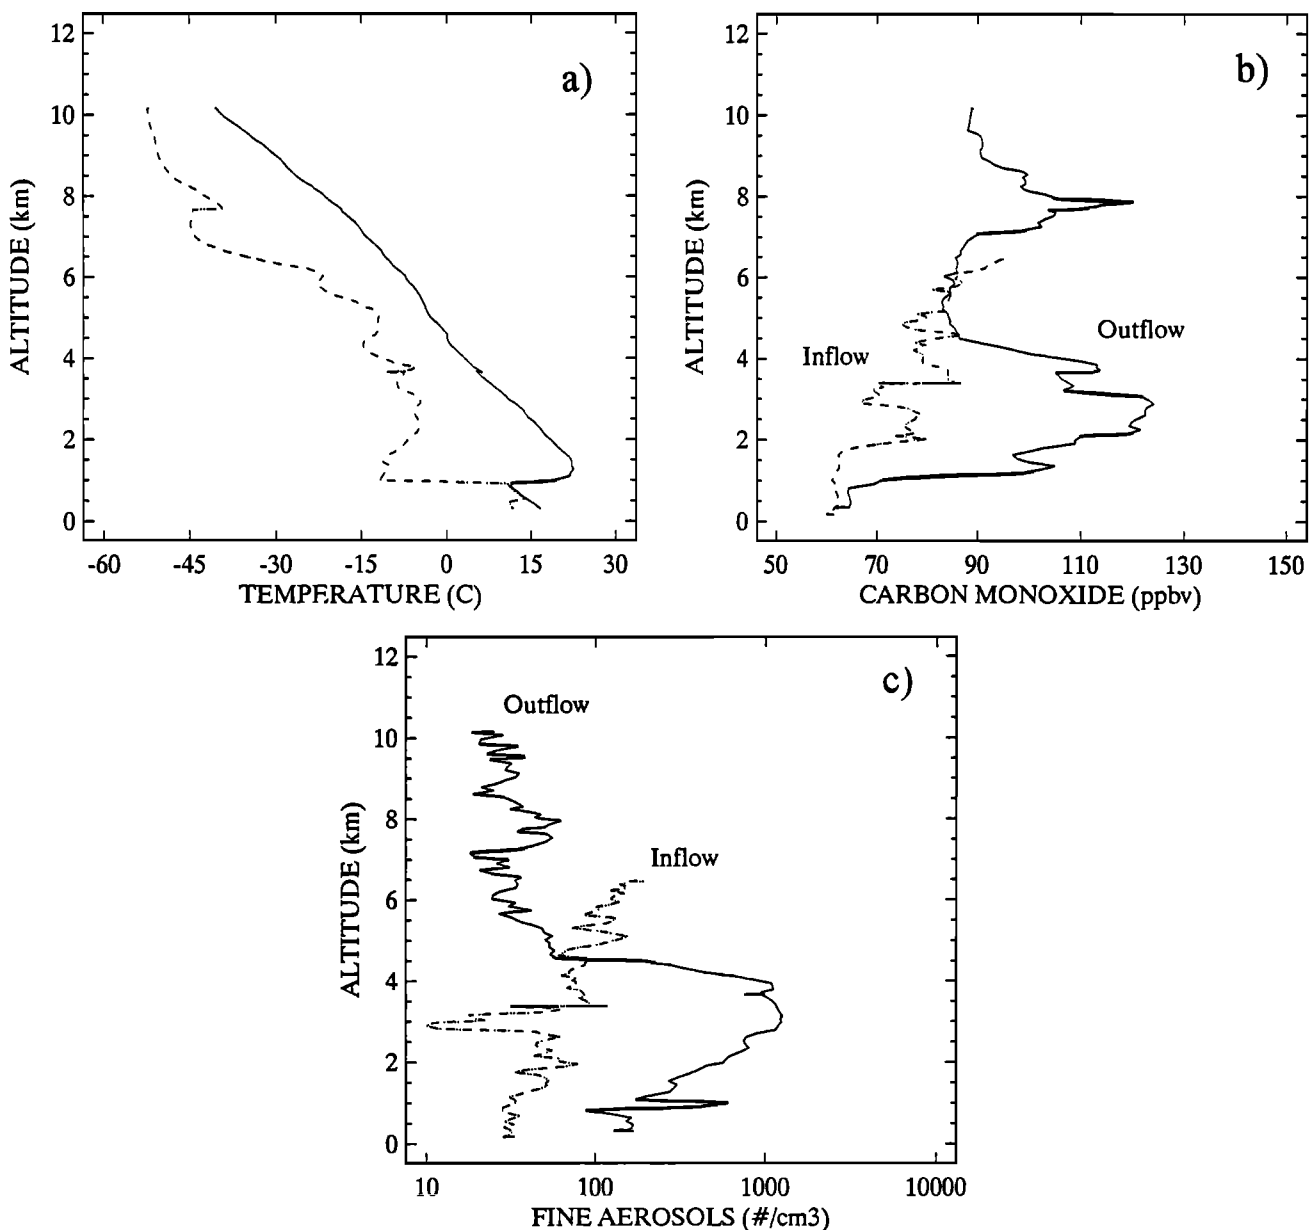 a)
12
10
8
6
4
2
0
ALTITUDE (km)
-60 -45 -30 -15 0 15 30
TEMPERATURE (C)
b)
12
10
8
6
4
2
0
ALTITUDE (km)
Inflow
Outflow
50 70 90 110 130 150
CARBON MONOXIDE (ppbv)
c)
12
10
8
6
4
2
0
ALTITUDE (km)
Outflow
Inflow
10 100 1000 10000
FINE AEROSOLS (#/cm3)